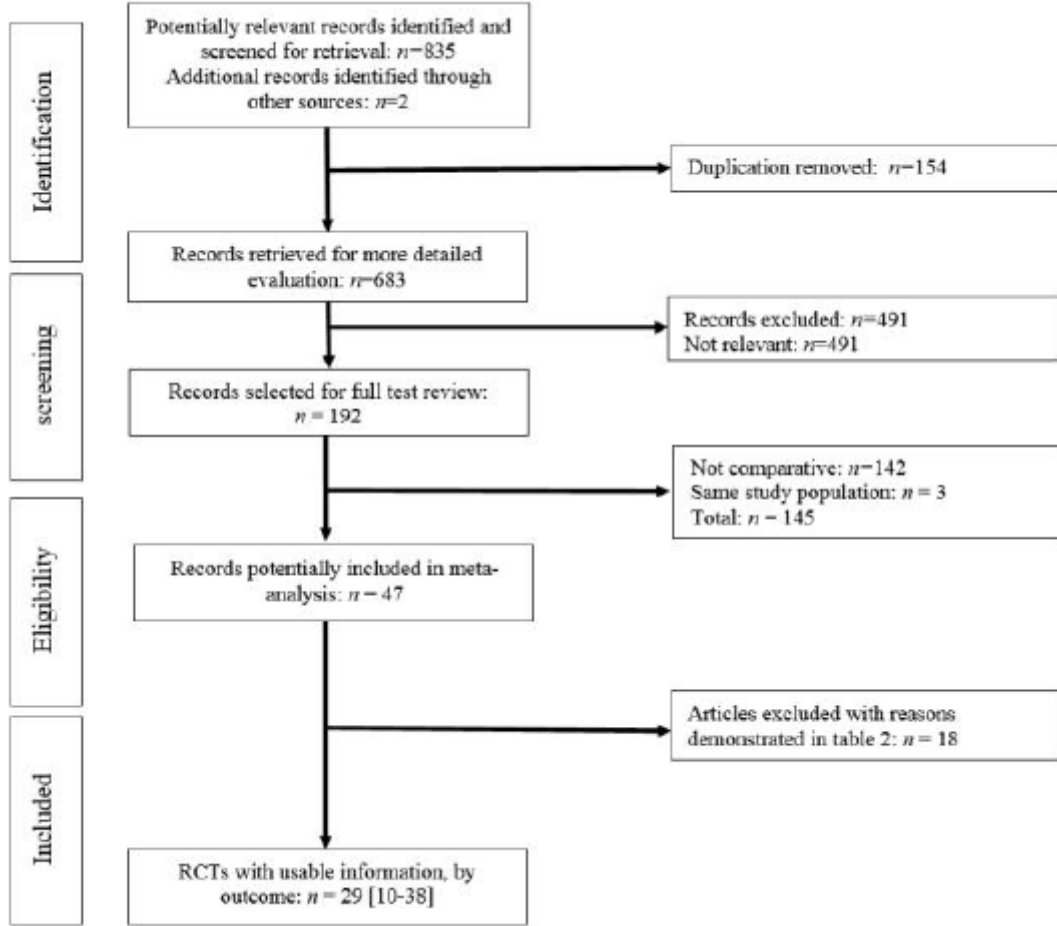 Identification
Potentially relevant records identified and
screened for retrieval: n=835
Additional records identified through
other sources: n=2
Duplication removed: n=154
Records retrieved for more detailed
evaluation: n=683
screening
Records excluded: n=491
Not relevant: n=491
Records selected for full test review:
n = 192
Not comparative: n=142
Same study population: n = 3
Total: n = 145
Eligibility
Records potentially included in meta-
analysis: n = 47
Articles excluded with reasons
demonstrated in table 2: n = 18
Included
RCTs with usable information, by
outcome: n = 29 [10-38]